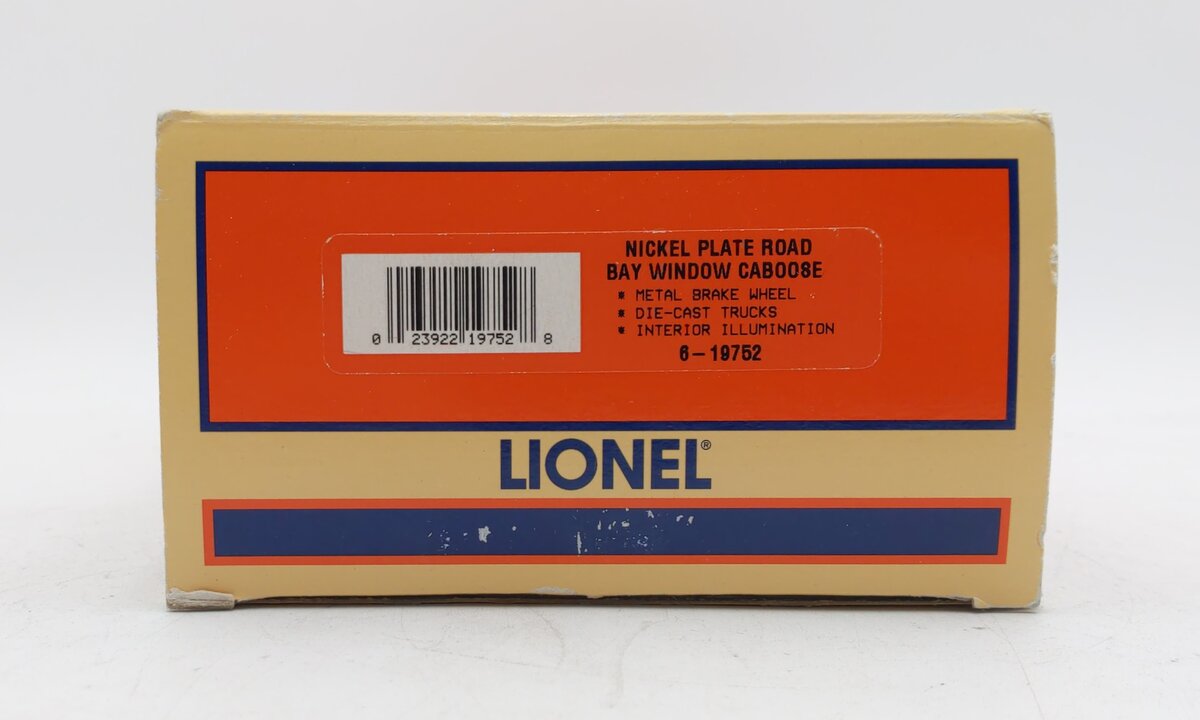 NICKEL PLATE ROAD
BAY WINDOW CABOOSE
* METAL BRAKE WHEEL
* DIE-CAST TRUCKS
* INTERIOR ILLUMINATION
6-19752
0 23922 19752 8
LIONEL®